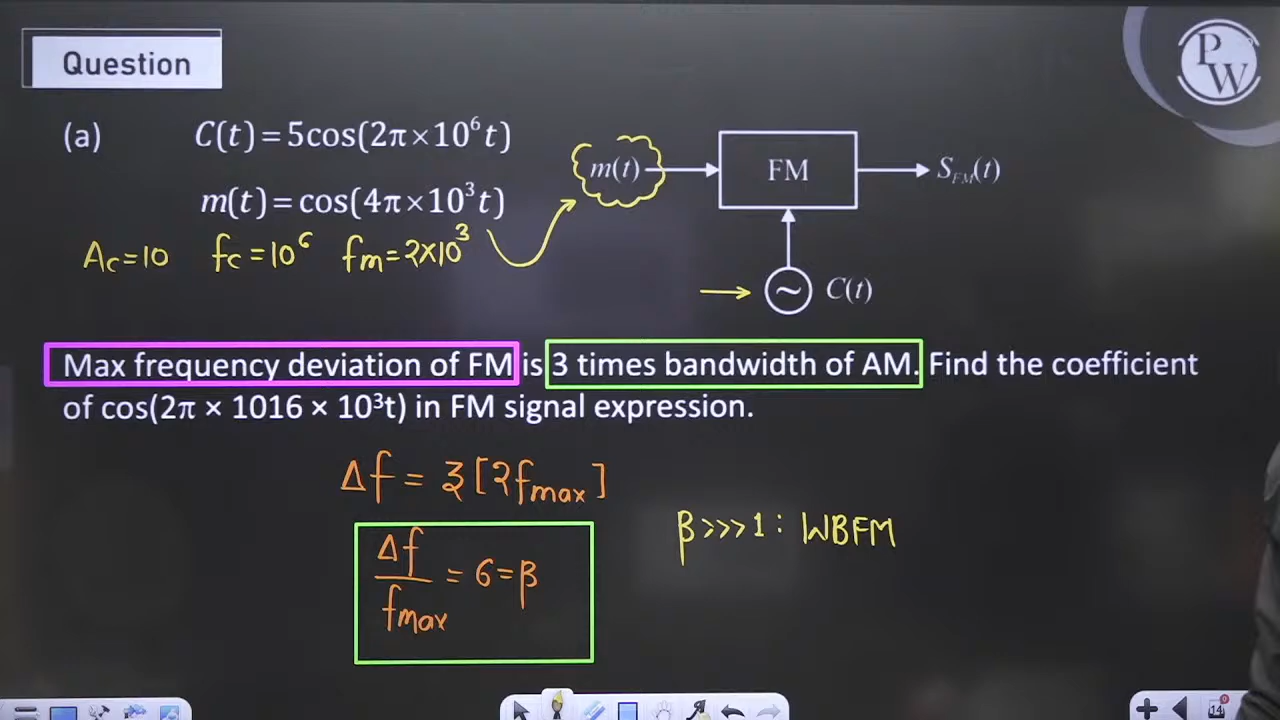 Question
PW
(a) C(t) = 5cos(2π×10⁶t)
m(t) = cos(4π×10³t)
Ac=10 fc=10⁶ fm=2×10³
m(t)
FM
S_FM(t)
~
C(t)
Max frequency deviation of FM is 3 times bandwidth of AM. Find the coefficient
of cos(2π × 1016 × 10³t) in FM signal expression.
Δf = 3[2fmax]
Δf/fmax = 6 = β
β>>>1: WBFM
14